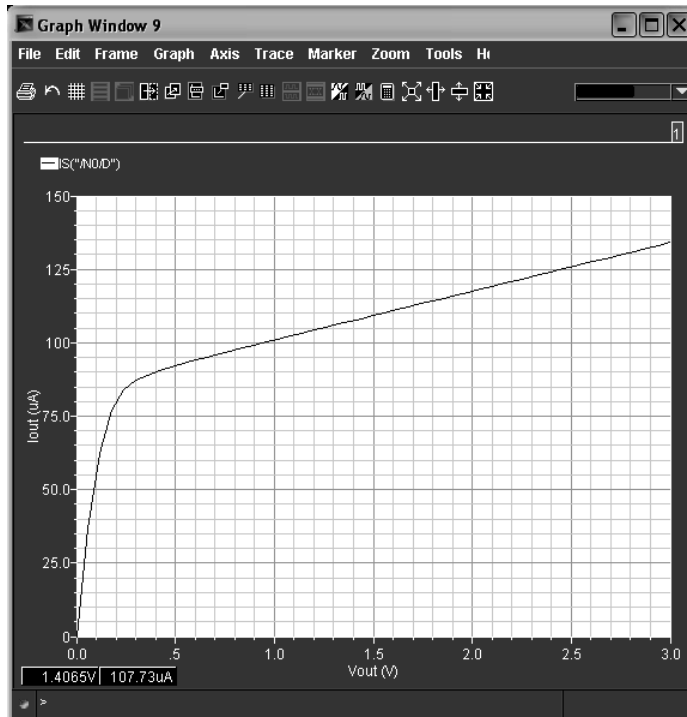 Graph Window 9
File Edit Frame Graph Axis Trace Marker Zoom Tools
1
IS("/N0/D")
150
125
100
75.0
50.0
25.0
0
Iout (uA)
0.0 .5 1.0 1.5 2.0 2.5 3.0
Vout (V)
1.4065V 107.73uA
>